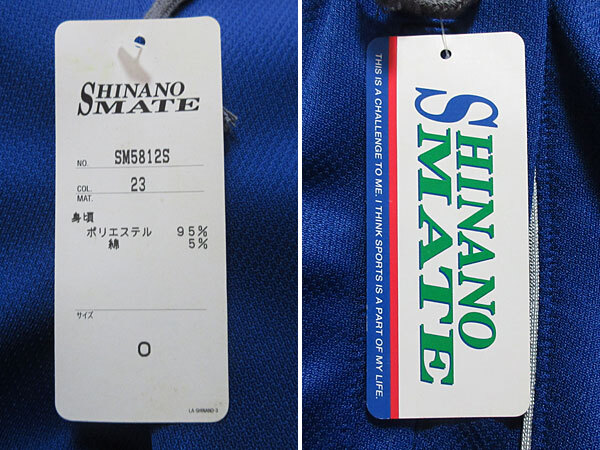 SHINANO
MATE
NO. SM5812S
COL. 23
MAT.
身頃
ポリエステル 95%
綿 5%
サイズ
O
LA SHINANO-3
SHINANO
MATE
THIS IS A CHALLENGE TO ME. I THINK SPORTS IS A PART OF MY LIFE.